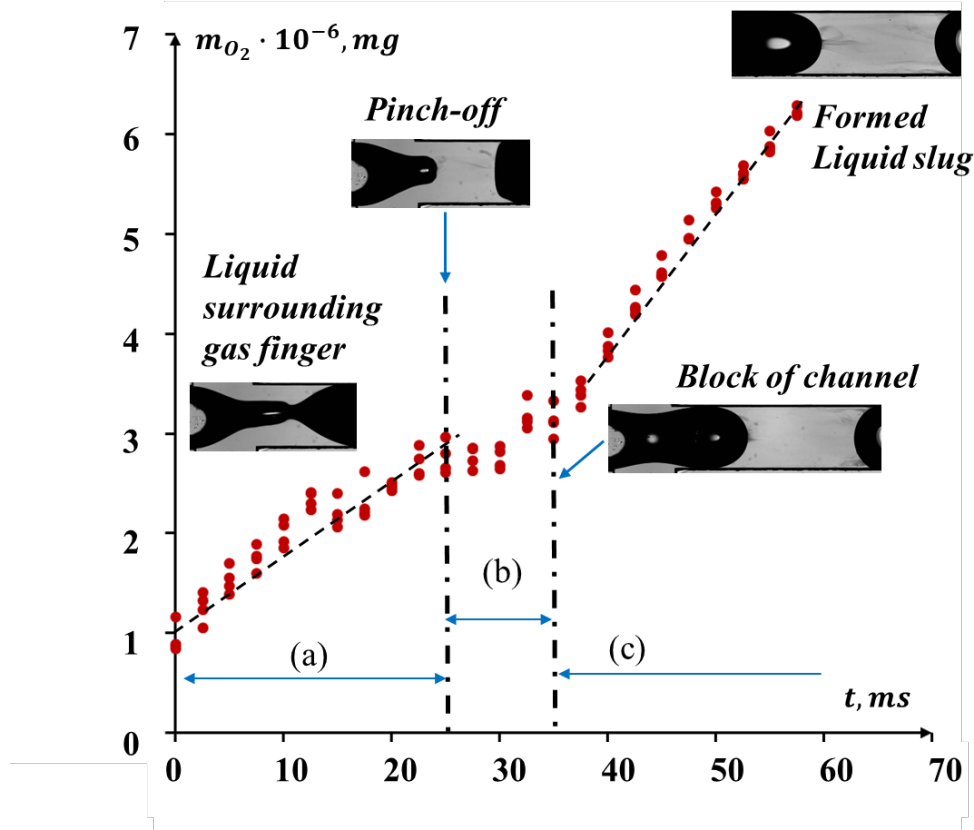 7
m_{O_2} · 10^{-6}, mg
Pinch-off
6
Formed
Liquid slug
5
Liquid
surrounding
gas finger
4
Block of channel
3
2
(b)
1
(a)
(c)
t, ms
0
0 10 20 30 40 50 60 70